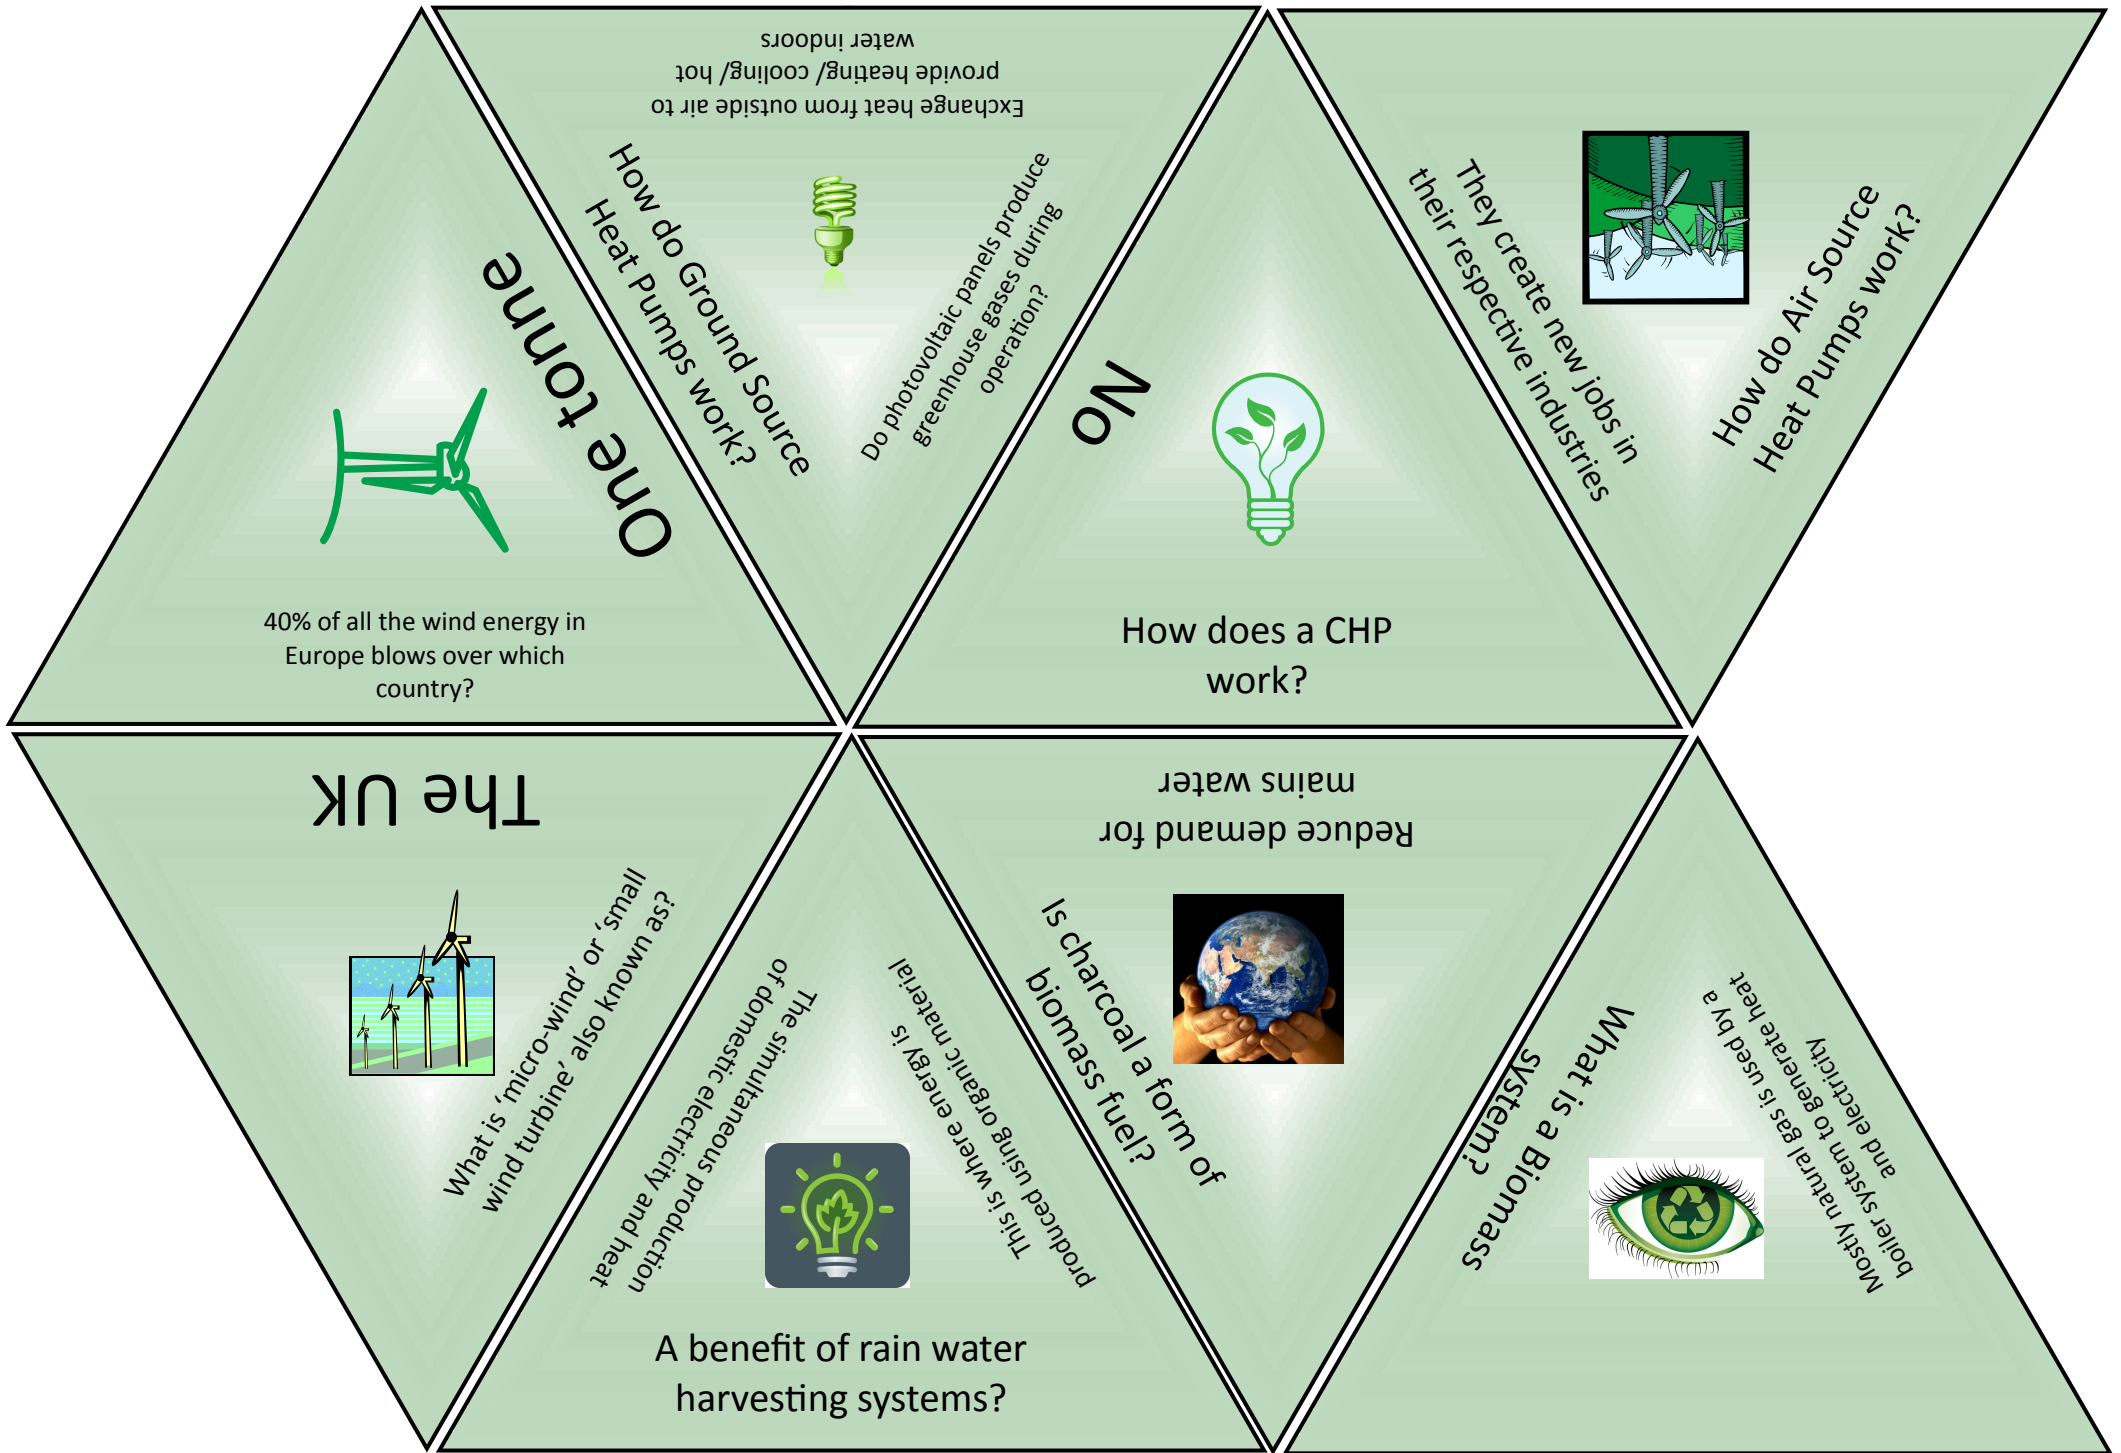 One tonne
40% of all the wind energy in
Europe blows over which
country?
Exchange heat from outside air to
provide heating/ cooling/ hot
water indoors
How do Ground Source
Heat Pumps work?
Do photovoltaic panels produce
greenhouse gases during
operation?
No
How does a CHP
work?
They create new jobs in
their respective industries
How do Air Source
Heat Pumps work?
The UK
What is ‘micro-wind’ or ‘small
wind turbine’ also known as?
The simultaneous production
of domestic electricity and heat
This is where energy is
produced using organic material
A benefit of rain water
harvesting systems?
Reduce demand for
mains water
Is charcoal a form of
biomass fuel?
What is a Biomass
system?
Mostly natural gas is used by a
boiler system to generate heat
and electricity